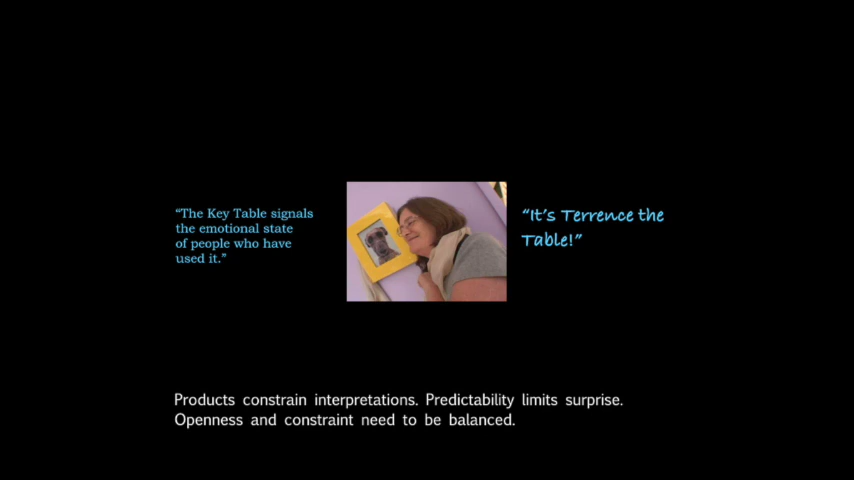 “The Key Table signals
the emotional state
of people who have
used it.”
“It’s Terrence the
Table!”
Products constrain interpretations. Predictability limits surprise.
Openness and constraint need to be balanced.